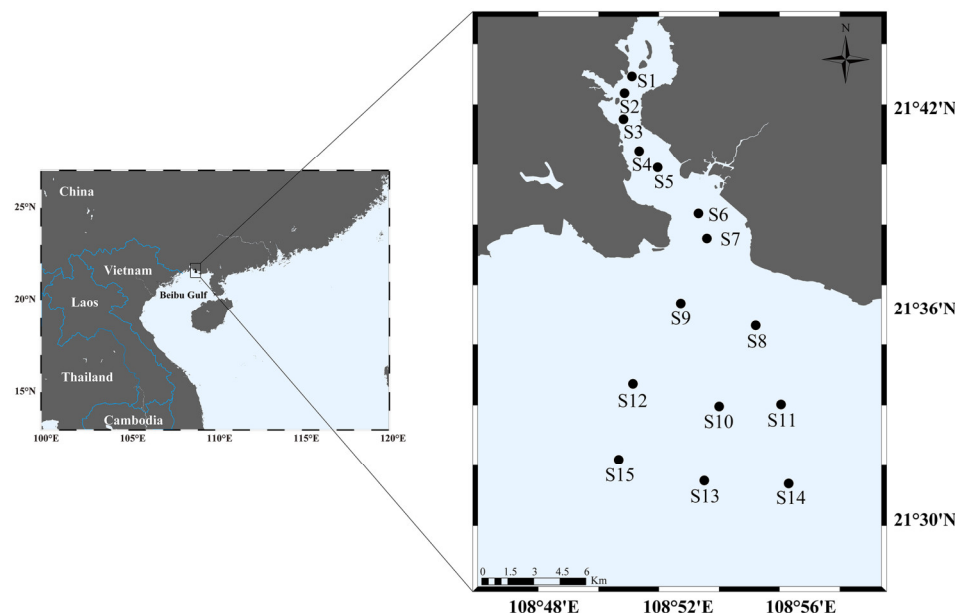 China
25°N
Vietnam
Beibu Gulf
20°N
Laos
Thailand
15°N
Cambodia
100°E
105°E
110°E
115°E
120°E
N
S1
21°42'N
S2
S3
S4
S5
S6
S7
S9
21°36'N
S8
S12
S10
S11
S15
S13
S14
21°30'N
0 1.5 3 4.5 6
Km
108°48'E
108°52'E
108°56'E